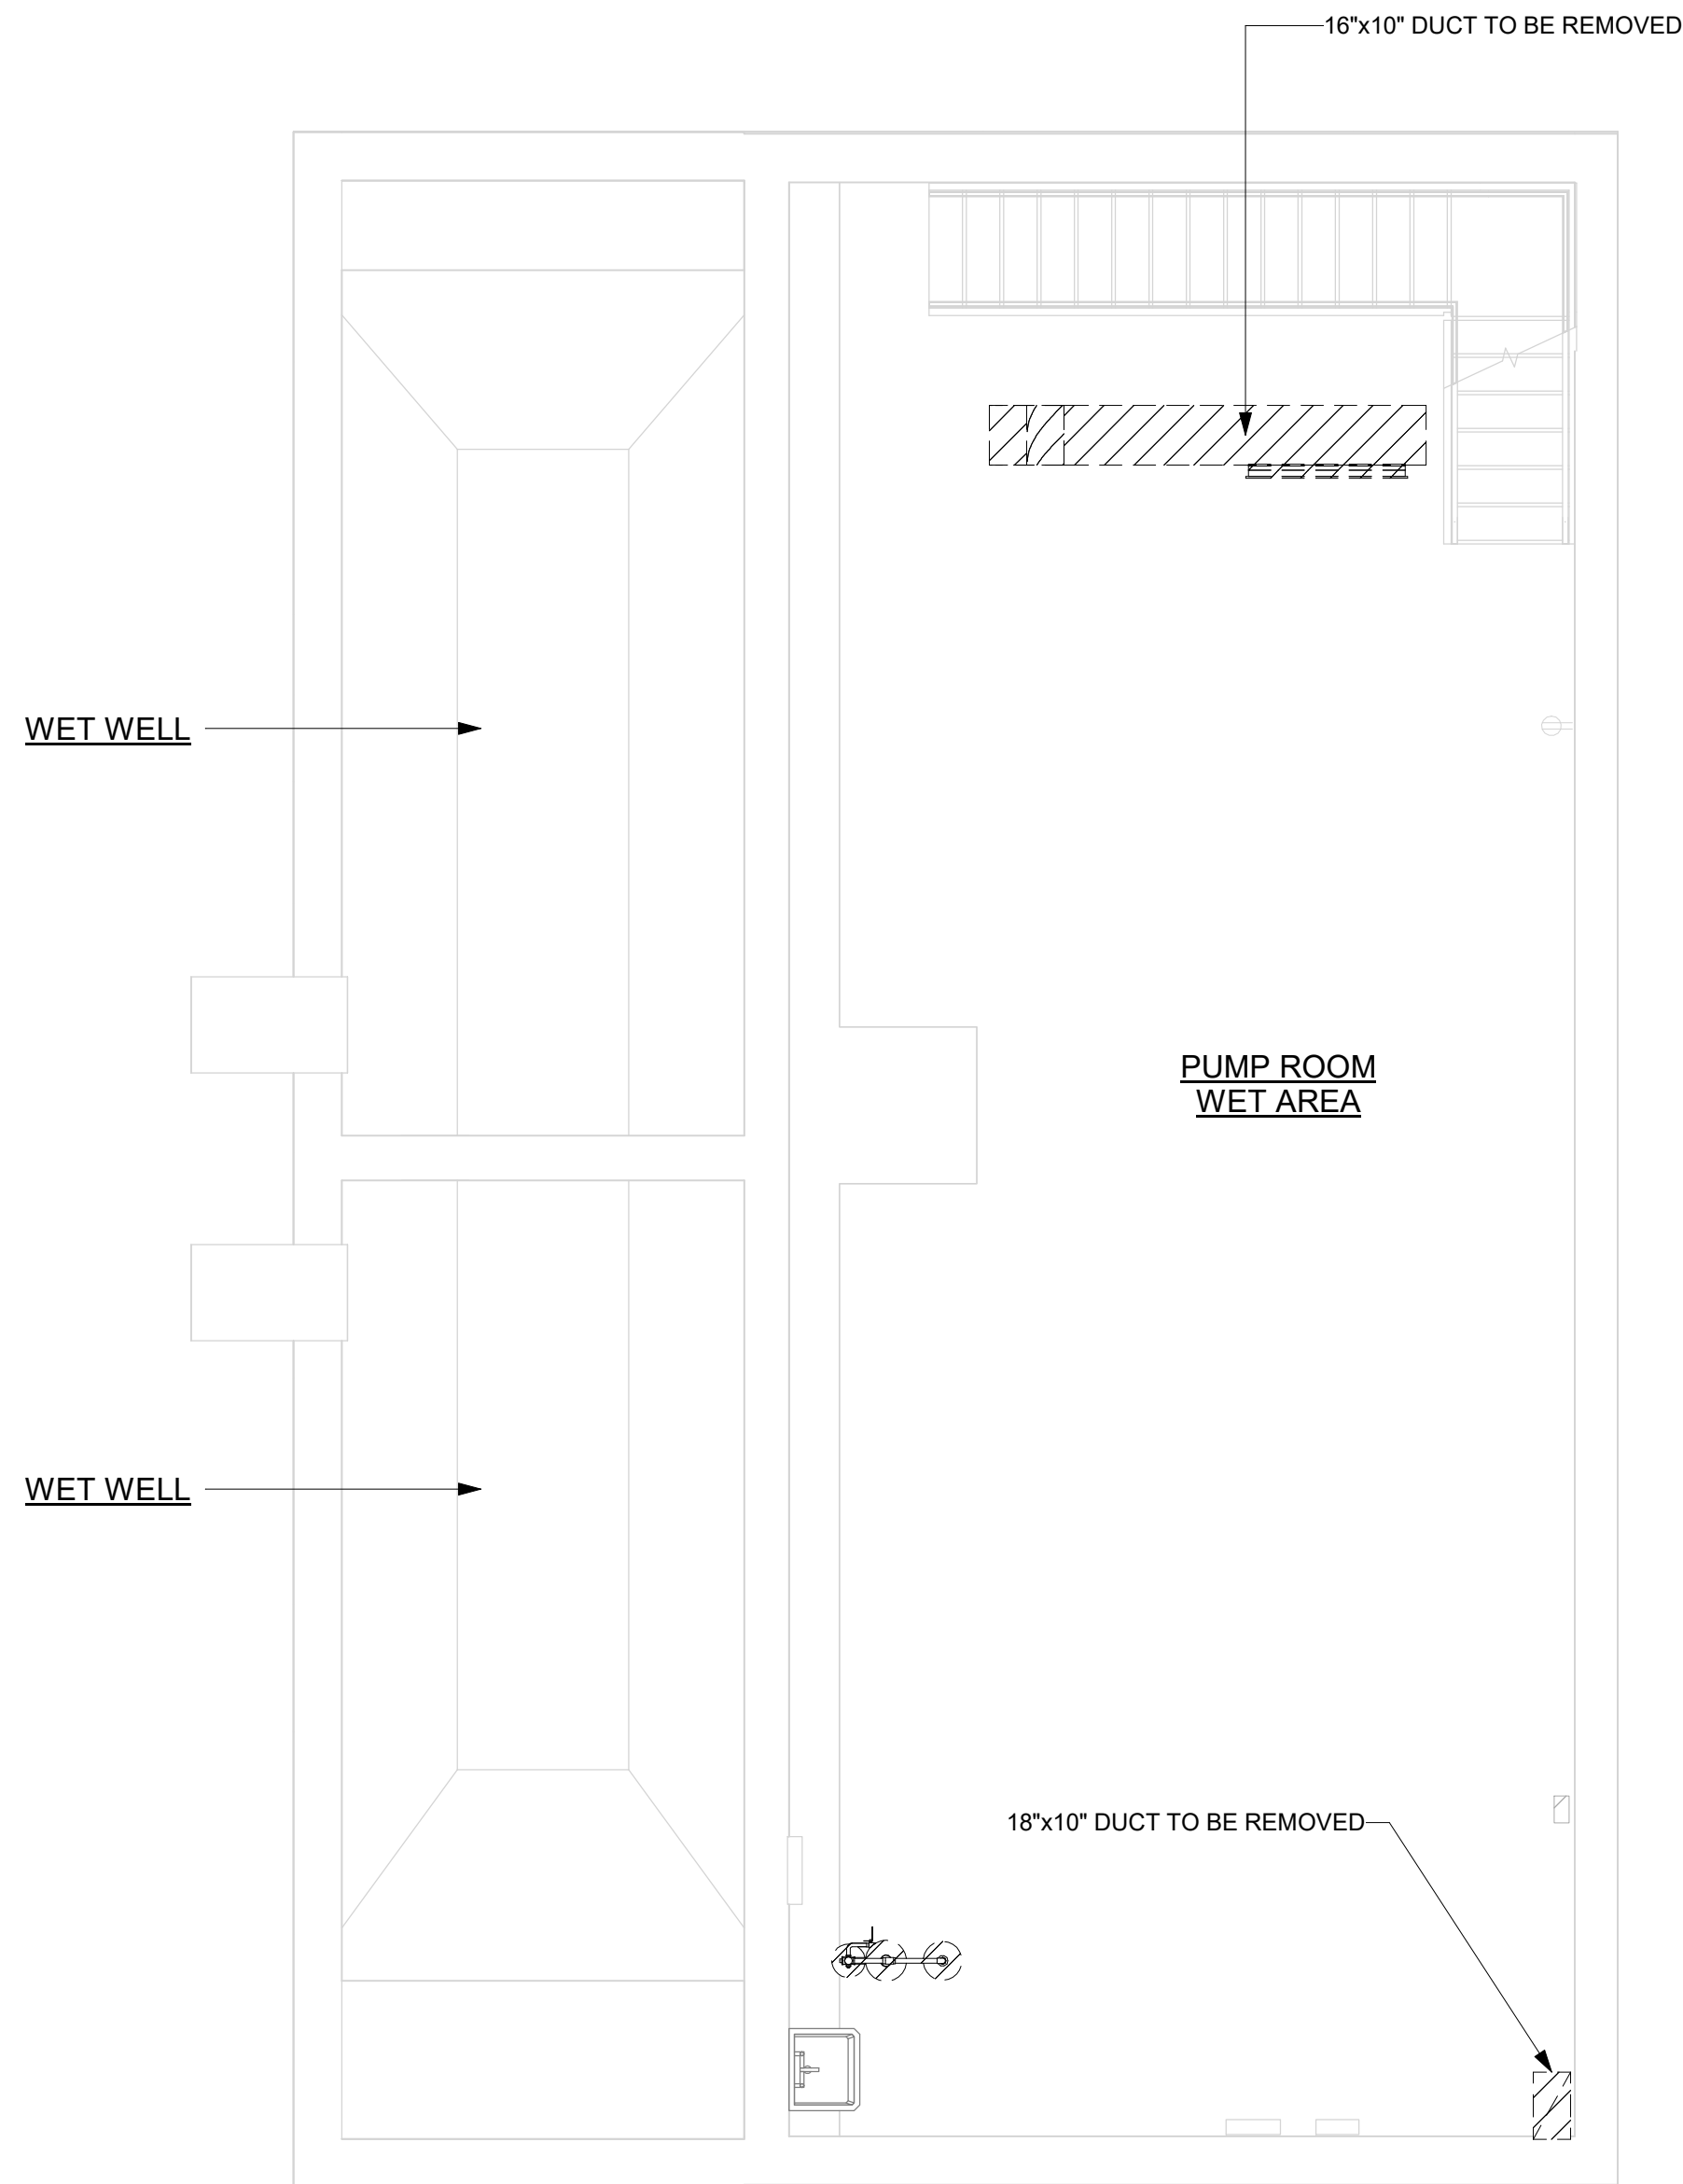 16"x10" DUCT TO BE REMOVED
WET WELL
PUMP ROOM
WET AREA
WET WELL
18"x10" DUCT TO BE REMOVED